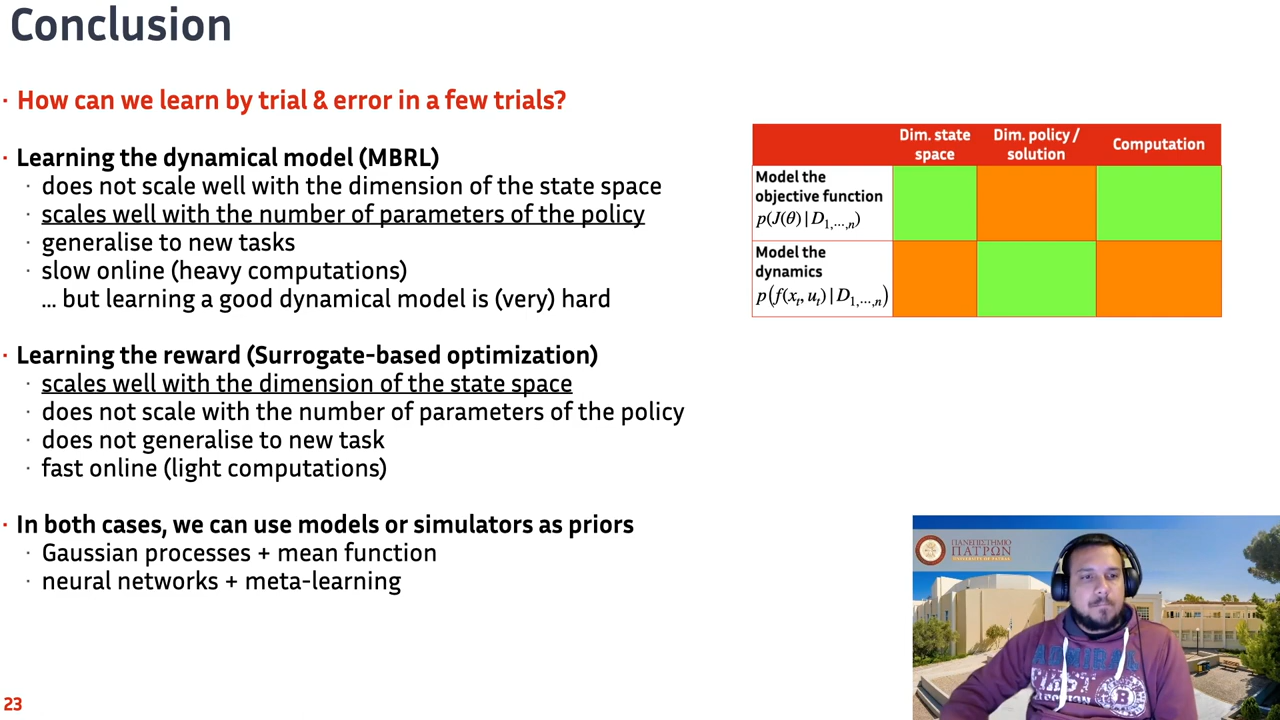 Conclusion
· How can we learn by trial & error in a few trials?
· Learning the dynamical model (MBRL)
· does not scale well with the dimension of the state space
· scales well with the number of parameters of the policy
· generalise to new tasks
· slow online (heavy computations)
... but learning a good dynamical model is (very) hard
· Learning the reward (Surrogate-based optimization)
· scales well with the dimension of the state space
· does not scale with the number of parameters of the policy
· does not generalise to new task
· fast online (light computations)
· In both cases, we can use models or simulators as priors
· Gaussian processes + mean function
· neural networks + meta-learning
23
Dim. state
space
Dim. policy /
solution
Computation
Model the
objective function
p(J(θ) | D1,...,n)
Model the
dynamics
p(f(xt, ut) | D1,...,n)
ΠΑΝΕΠΙΣΤΗΜΙΟ
ΠΑΤΡΩΝ
UNIVERSITY OF PATRAS
ADMIRAL
FIRST